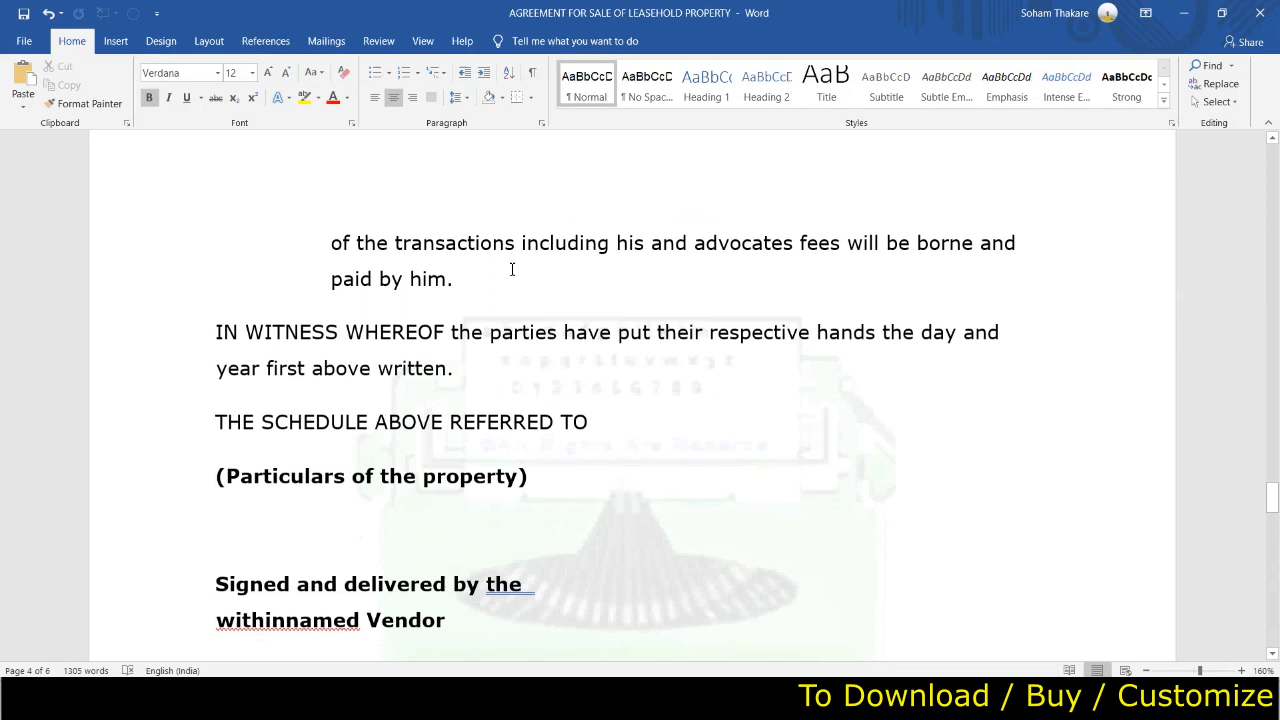 AGREEMENT FOR SALE OF LEASEHOLD PROPERTY - Word
Soham Thakare
File Home Insert Design Layout References Mailings Review View Help Tell me what you want to do
Share
Paste
Cut
Copy
Format Painter
Clipboard
Verdana 12
Font
Paragraph
AaBbCcD AaBbCcD AaBbC AaBbCcD AaB AaBbCcD AaBbCcDd AaBbCcDd AaBbCcDd AaBbCcDc
¶ Normal ¶ No Spac... Heading 1 Heading 2 Title Subtitle Subtle Em... Emphasis Intense E... Strong
Styles
Find
Replace
Select
Editing
of the transactions including his and advocates fees will be borne and
paid by him.
IN WITNESS WHEREOF the parties have put their respective hands the day and
year first above written.
THE SCHEDULE ABOVE REFERRED TO
(Particulars of the property)
Signed and delivered by the
withinnamed Vendor
Page 4 of 6 1305 words English (India)
160%
To Download / Buy / Customize